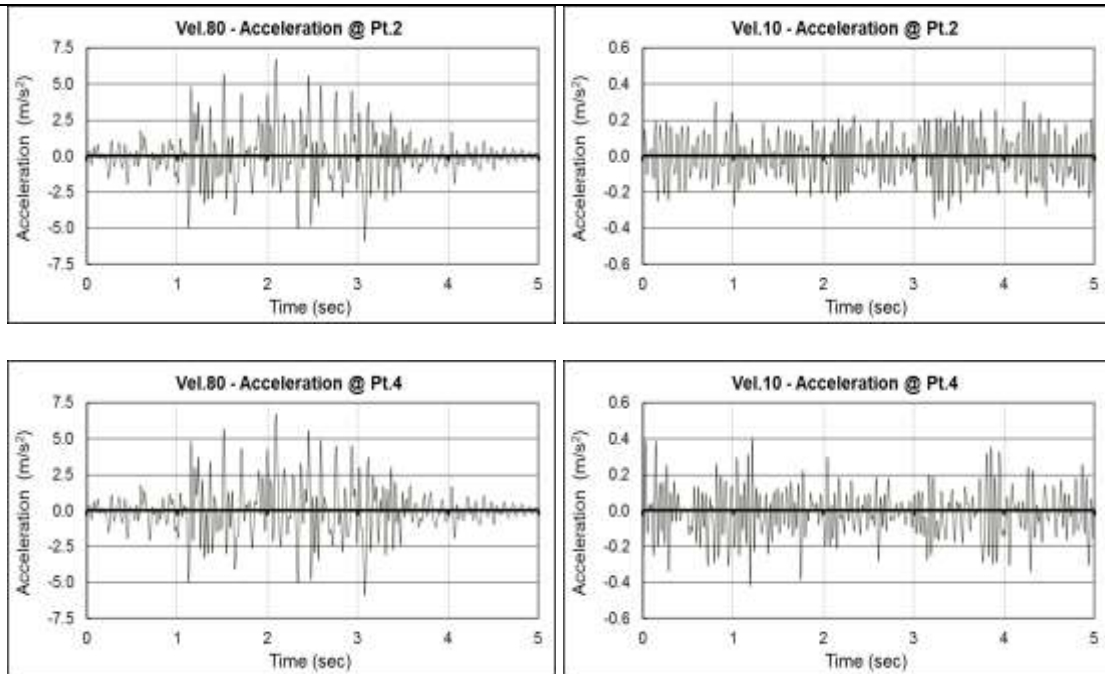 Vel.80 - Acceleration @ Pt.2
Acceleration (m/s²)
7.5
5.0
2.5
0.0
-2.5
-5.0
-7.5
0 1 2 3 4 5
Time (sec)
Vel.10 - Acceleration @ Pt.2
Acceleration (m/s²)
0.6
0.4
0.2
0.0
-0.2
-0.4
-0.6
0 1 2 3 4 5
Time (sec)
Vel.80 - Acceleration @ Pt.4
Acceleration (m/s²)
7.5
5.0
2.5
0.0
-2.5
-5.0
-7.5
0 1 2 3 4 5
Time (sec)
Vel.10 - Acceleration @ Pt.4
Acceleration (m/s²)
0.6
0.4
0.2
0.0
-0.2
-0.4
-0.6
0 1 2 3 4 5
Time (sec)